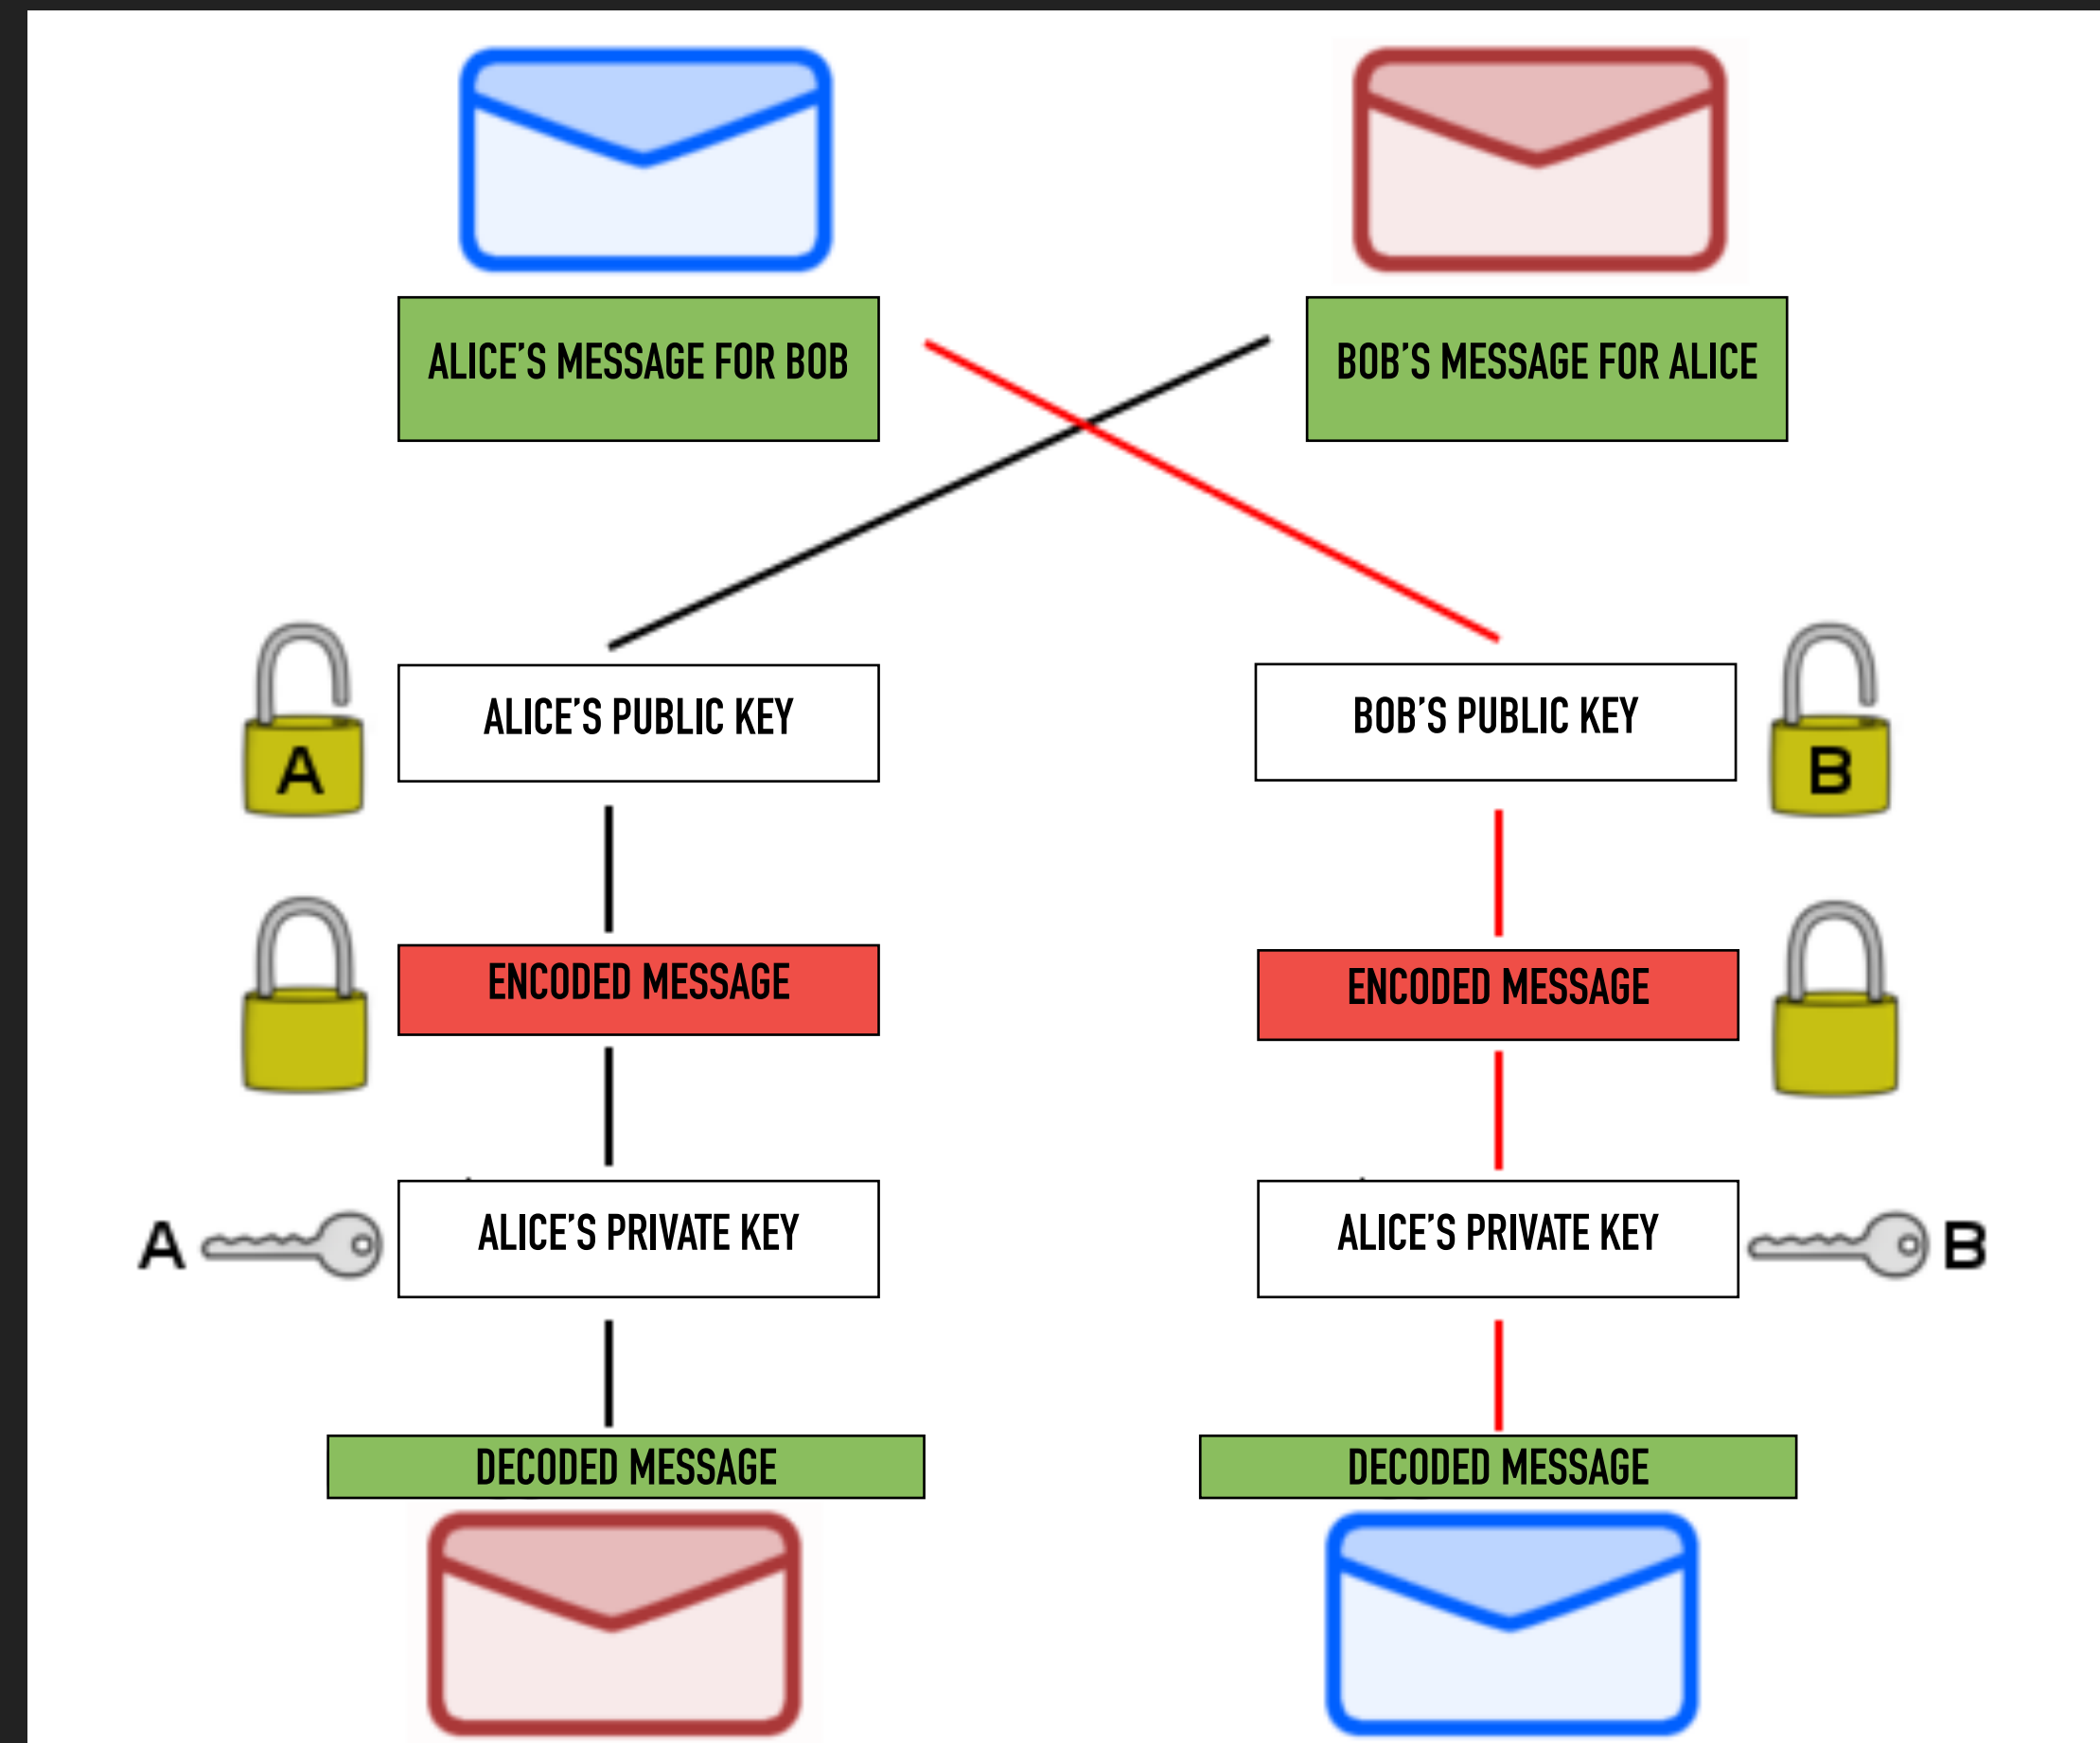 ALICE'S MESSAGE FOR BOB
BOB'S MESSAGE FOR ALICE
A
ALICE'S PUBLIC KEY
BOB'S PUBLIC KEY
B
ENCODED MESSAGE
ENCODED MESSAGE
A
ALICE'S PRIVATE KEY
ALICE'S PRIVATE KEY
B
DECODED MESSAGE
DECODED MESSAGE